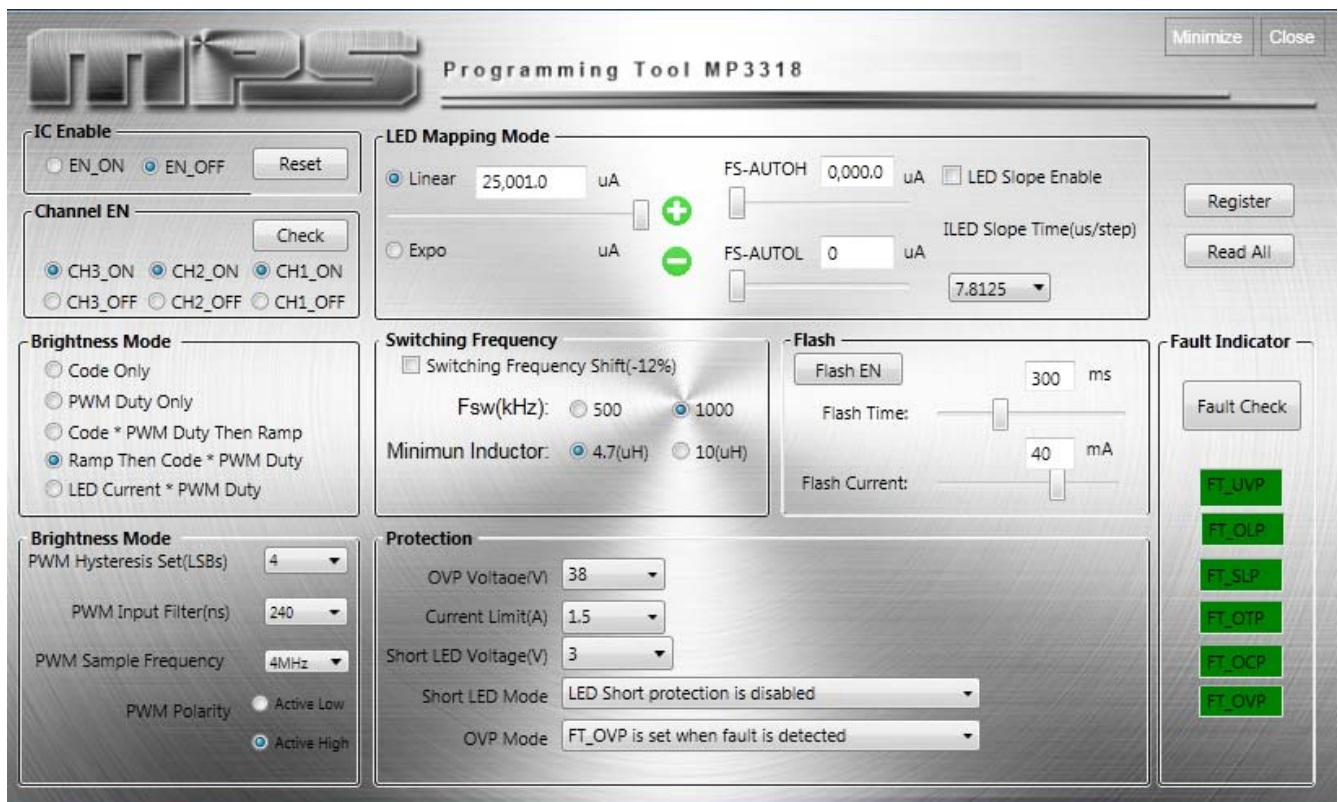 mps
Programming Tool MP3318
Minimize Close
IC Enable
EN_ON EN_OFF Reset
Channel EN
Check
CH3_ON CH2_ON CH1_ON
CH3_OFF CH2_OFF CH1_OFF
LED Mapping Mode
Linear 25,001.0 uA
Expo uA
FS-AUTOH 0,000.0 uA
FS-AUTOL 0 uA
LED Slope Enable
ILED Slope Time(us/step)
7.8125
Register
Read All
Brightness Mode
Code Only
PWM Duty Only
Code * PWM Duty Then Ramp
Ramp Then Code * PWM Duty
LED Current * PWM Duty
Switching Frequency
Switching Frequency Shift(-12%)
Fsw(kHz): 500 1000
Minimun Inductor: 4.7(uH) 10(uH)
Flash
Flash EN 300 ms
Flash Time:
40 mA
Flash Current:
Fault Indicator
Fault Check
FT_UVP
FT_OLP
FT_SLP
FT_OTP
FT_OCP
FT_OVP
Brightness Mode
PWM Hysteresis Set(LSBs) 4
PWM Input Filter(ns) 240
PWM Sample Frequency 4MHz
PWM Polarity Active Low
Active High
Protection
OVP Voltage(V) 38
Current Limit(A) 1.5
Short LED Voltage(V) 3
Short LED Mode LED Short protection is disabled
OVP Mode FT_OVP is set when fault is detected